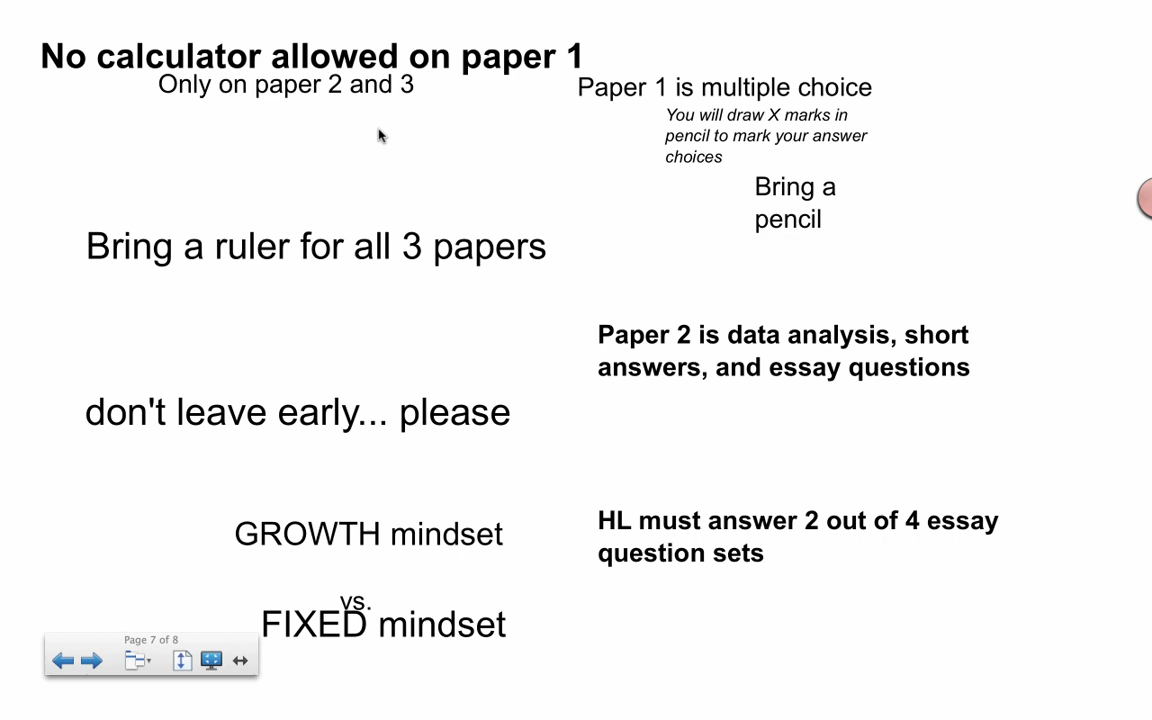 No calculator allowed on paper 1
Only on paper 2 and 3
Paper 1 is multiple choice
You will draw X marks in
pencil to mark your answer
choices
Bring a
pencil
Bring a ruler for all 3 papers
Paper 2 is data analysis, short
answers, and essay questions
don't leave early... please
GROWTH mindset
vs.
FIXED mindset
HL must answer 2 out of 4 essay
question sets
Page 7 of 8